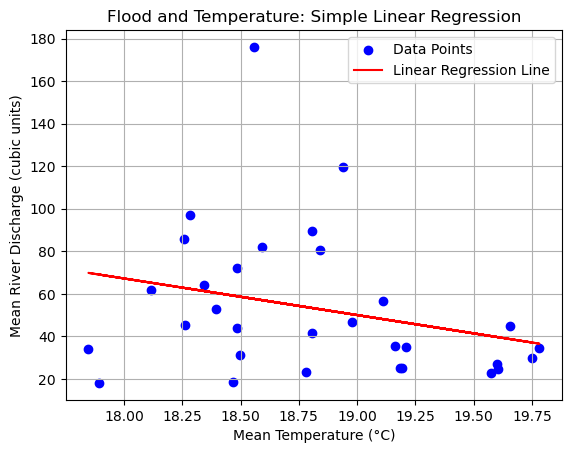 Flood and Temperature: Simple Linear Regression
Data Points
Linear Regression Line
Mean River Discharge (cubic units)
180
160
140
120
100
80
60
40
20
18.00 18.25 18.50 18.75 19.00 19.25 19.50 19.75
Mean Temperature (°C)